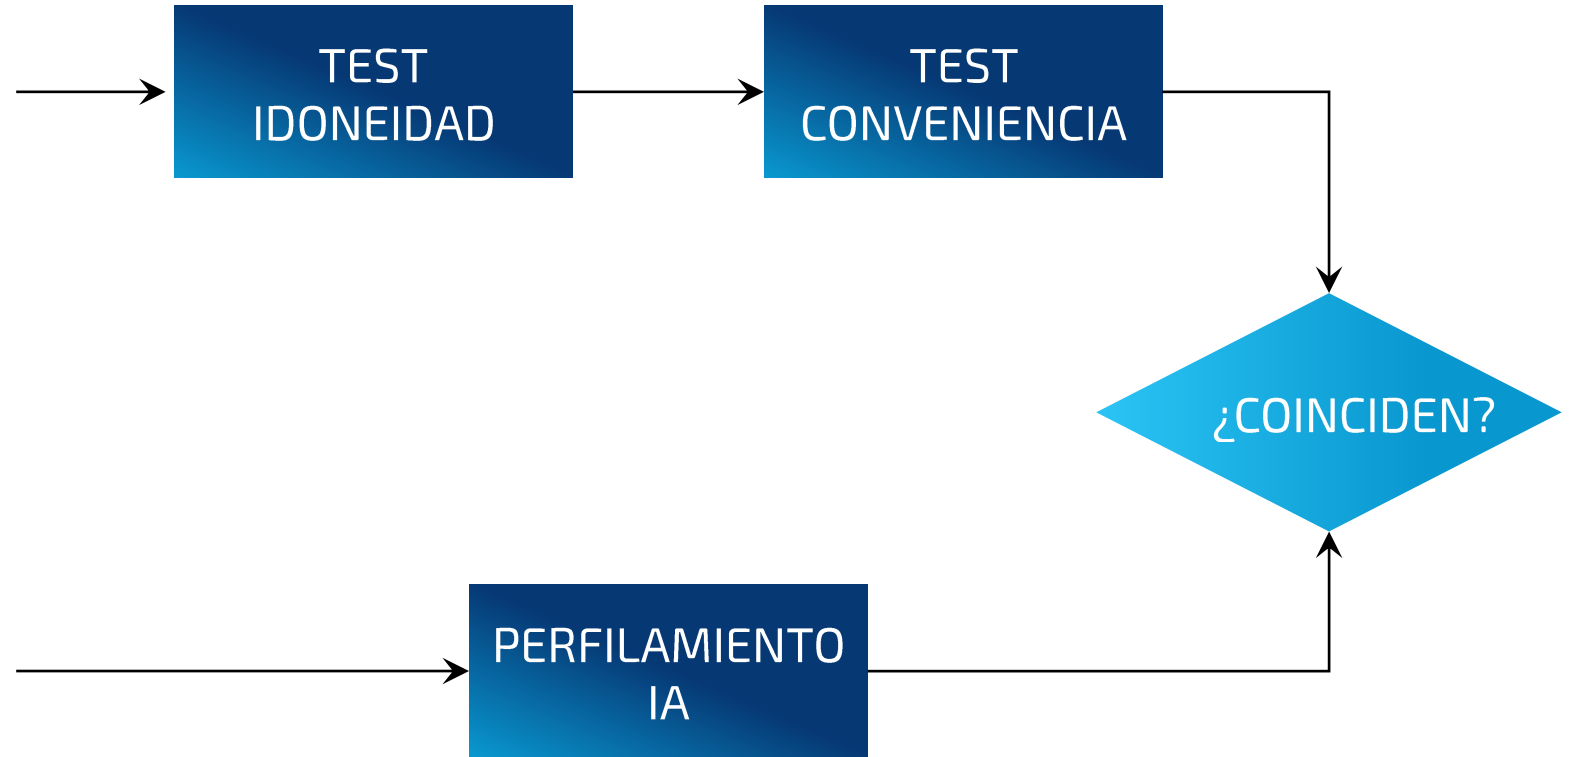 TEST
IDONEIDAD
TEST
CONVENIENCIA
¿COINCIDEN?
PERFILAMIENTO
IA